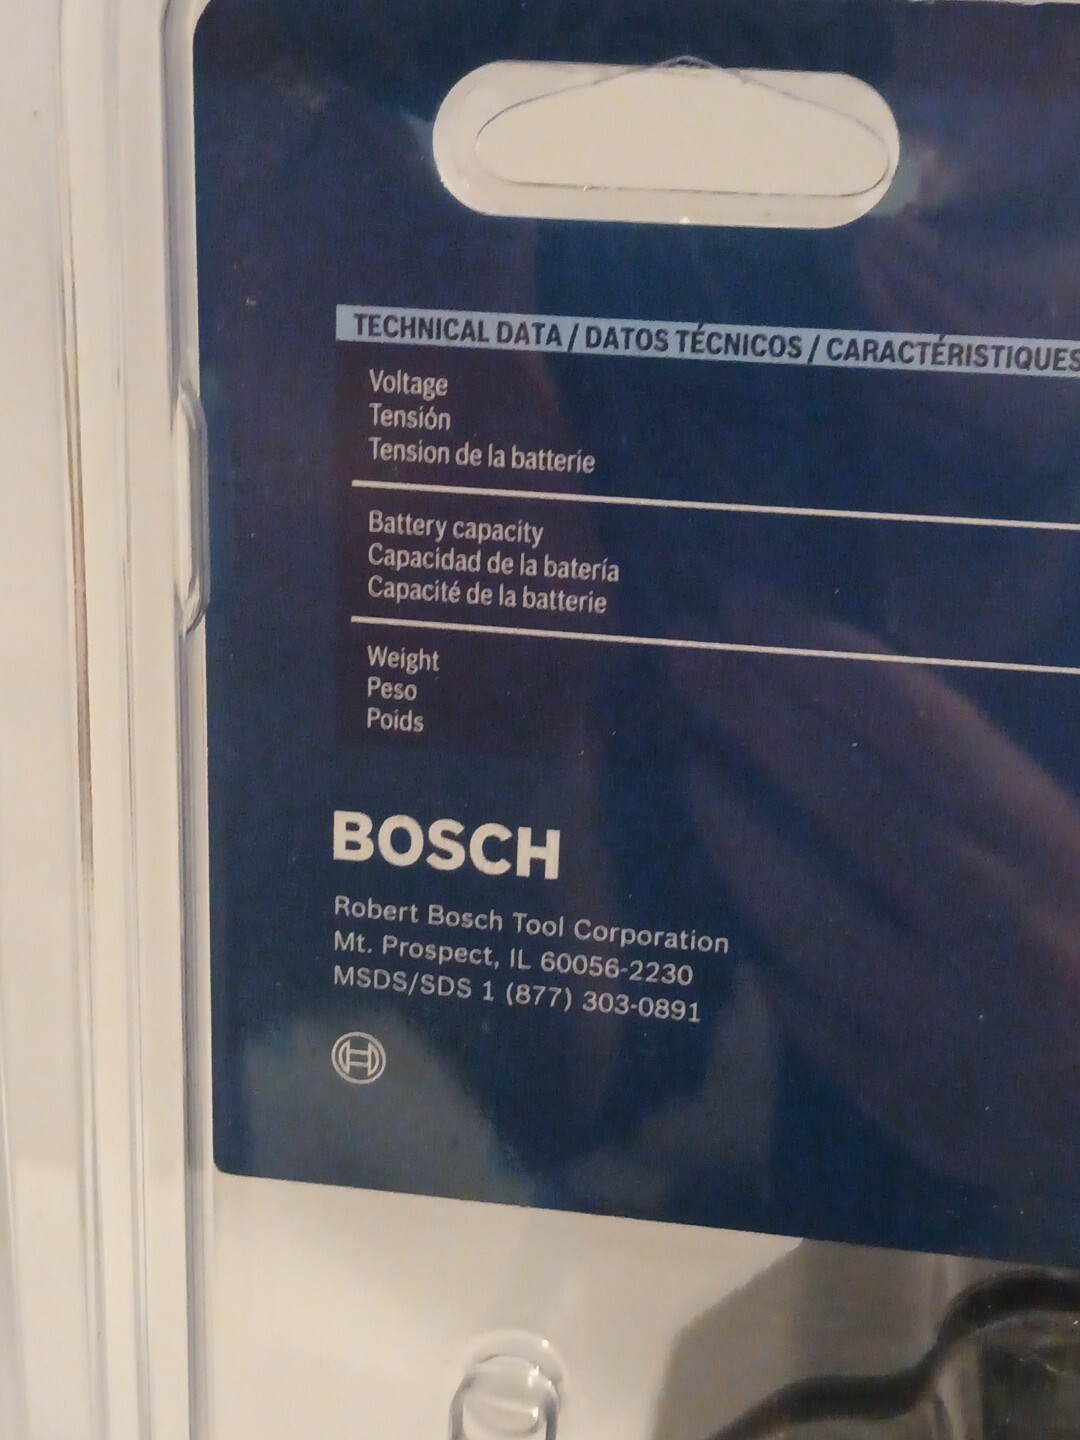 TECHNICAL DATA / DATOS TÉCNICOS / CARACTÉRISTIQUES
Voltage
Tensión
Tension de la batterie
Battery capacity
Capacidad de la batería
Capacité de la batterie
Weight
Peso
Poids
BOSCH
Robert Bosch Tool Corporation
Mt. Prospect, IL 60056-2230
MSDS/SDS 1 (877) 303-0891